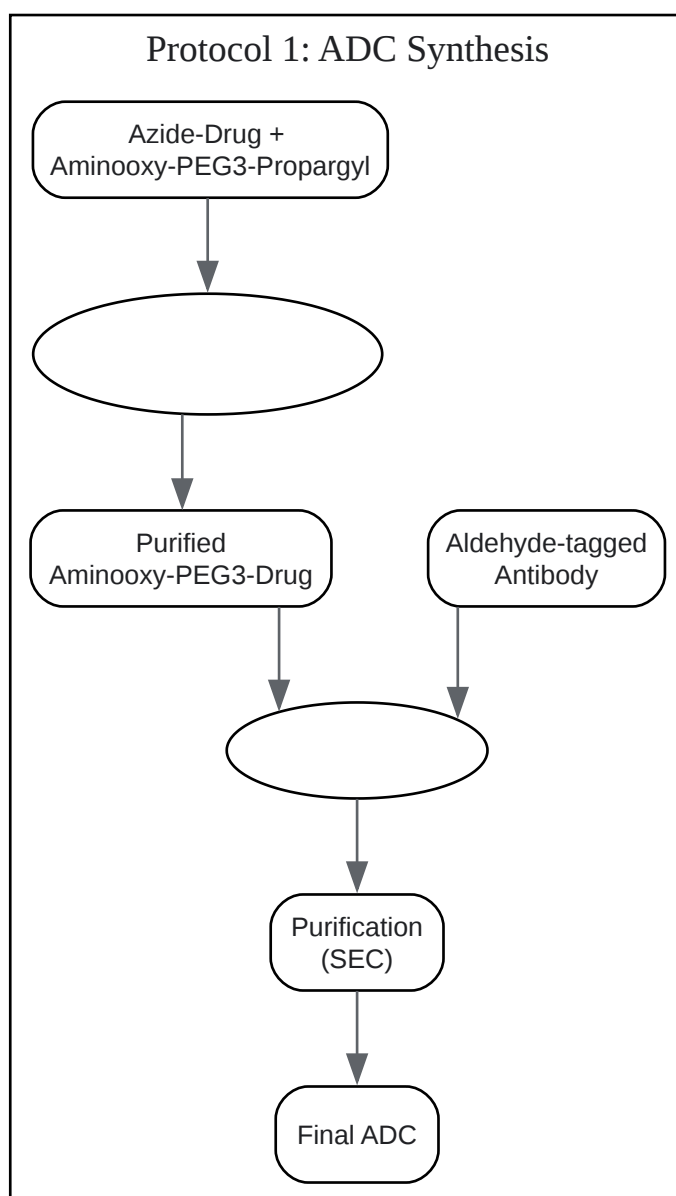 Protocol 1: ADC Synthesis
Azide-Drug +
Aminooxy-PEG3-Propargyl
Purified
Aminooxy-PEG3-Drug
Aldehyde-tagged
Antibody
Purification
(SEC)
Final ADC